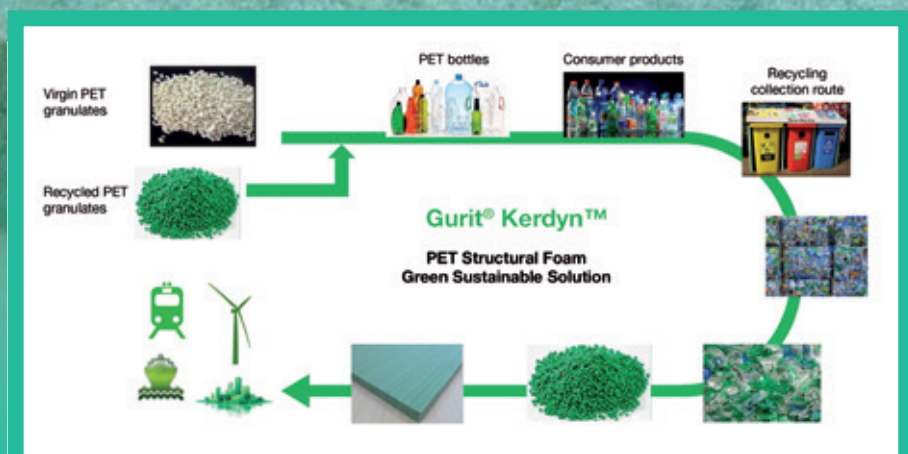 PET bottles
Consumer products
Recycling
collection route
Virgin PET
granulates
Recycled PET
granulates
Gurit® Kerdyn™
PET Structural Foam
Green Sustainable Solution